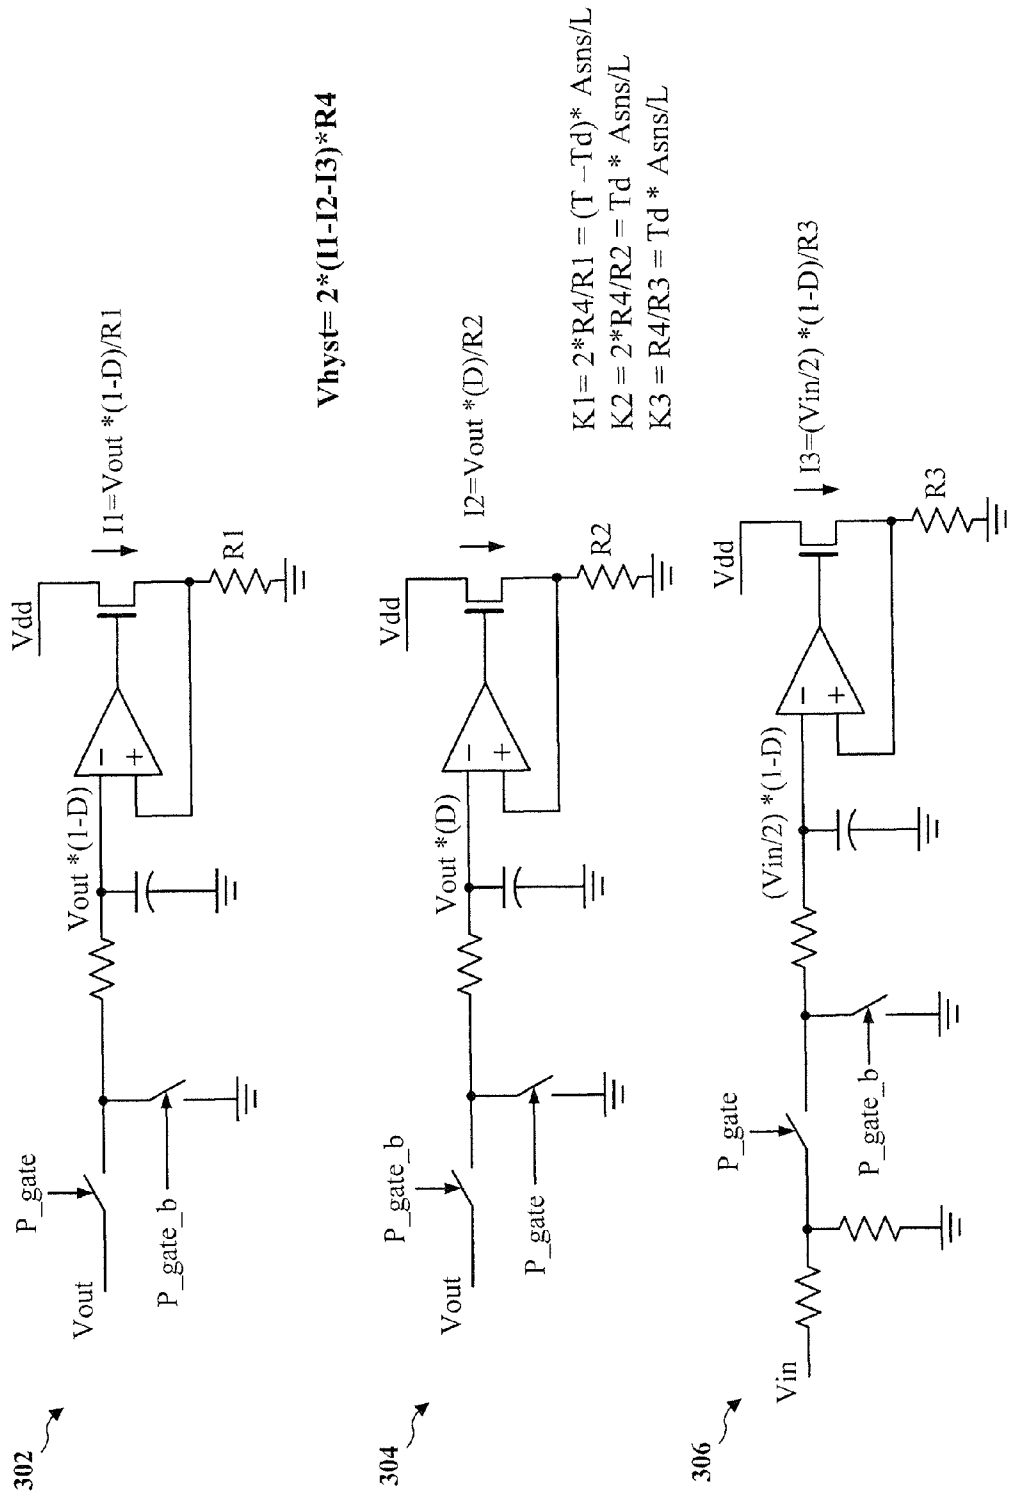 302
Vout
P_gate
P_gate_b
Vout *(1-D)
−
+
Vdd
I1=Vout *(1-D)/R1
R1
Vhyst= 2*(I1-I2-I3)*R4
304
Vout
P_gate_b
P_gate
Vout *(D)
−
+
Vdd
I2=Vout *(D)/R2
R2
K1= 2*R4/R1 = (T –Td)* Asns/L
K2 = 2*R4/R2 = Td * Asns/L
K3 = R4/R3 = Td * Asns/L
306
Vin
P_gate
P_gate_b
(Vin/2) *(1-D)
−
+
Vdd
I3=(Vin/2) *(1-D)/R3
R3